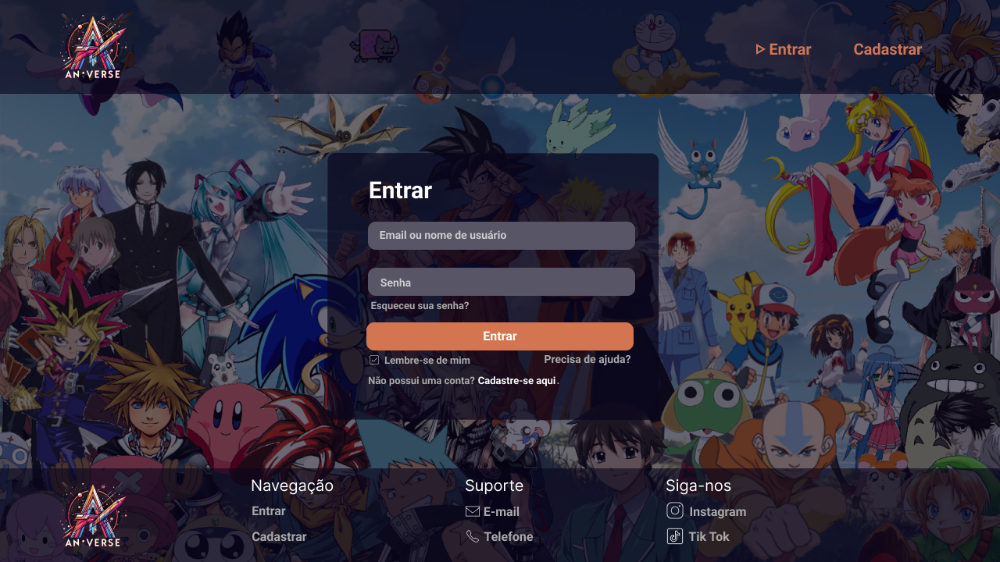 AN•VERSE
Entrar
Cadastrar
Entrar
Email ou nome de usuário
Senha
Esqueceu sua senha?
Entrar
Lembre-se de mim
Precisa de ajuda?
Não possui uma conta? Cadastre-se aqui.
AN•VERSE
Navegação
Entrar
Cadastrar
Suporte
E-mail
Telefone
Siga-nos
Instagram
Tik Tok